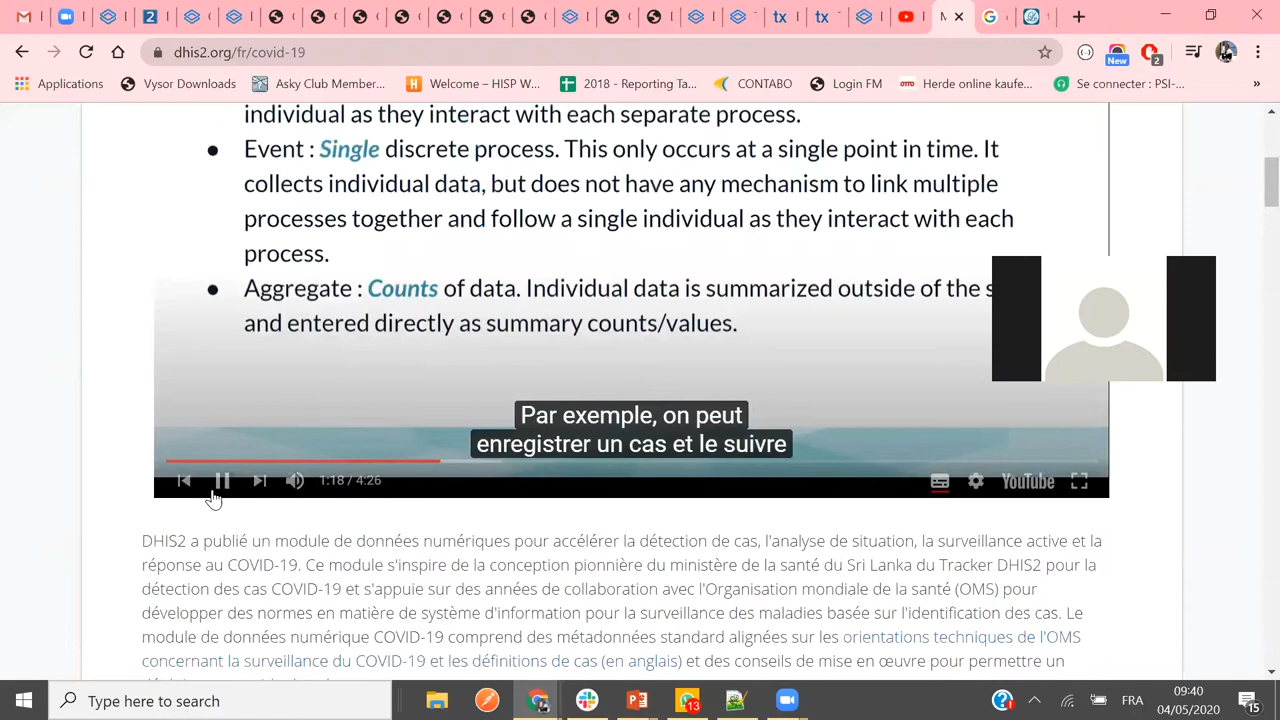 2
tx
tx
M
dhis2.org/fr/covid-19
New
2
Applications
Vysor Downloads
Asky Club Member...
Welcome – HISP W...
2018 - Reporting Ta...
CONTABO
Login FM
OTTO
Herde online kaufe...
Se connecter : PSI-...
»
individual as they interact with each separate process.
● Event : Single discrete process. This only occurs at a single point in time. It
collects individual data, but does not have any mechanism to link multiple
processes together and follow a single individual as they interact with each
process.
● Aggregate : Counts of data. Individual data is summarized outside of the s
and entered directly as summary counts/values.
Par exemple, on peut
enregistrer un cas et le suivre
1:18 / 4:26
YouTube
DHIS2 a publié un module de données numériques pour accélérer la détection de cas, l'analyse de situation, la surveillance active et la
réponse au COVID-19. Ce module s'inspire de la conception pionnière du ministère de la santé du Sri Lanka du Tracker DHIS2 pour la
détection des cas COVID-19 et s'appuie sur des années de collaboration avec l'Organisation mondiale de la santé (OMS) pour
développer des normes en matière de système d'information pour la surveillance des maladies basée sur l'identification des cas. Le
module de données numérique COVID-19 comprend des métadonnées standard alignées sur les orientations techniques de l'OMS
concernant la surveillance du COVID-19 et les définitions de cas (en anglais) et des conseils de mise en œuvre pour permettre un
Type here to search
13
FRA
09:40
04/05/2020
15